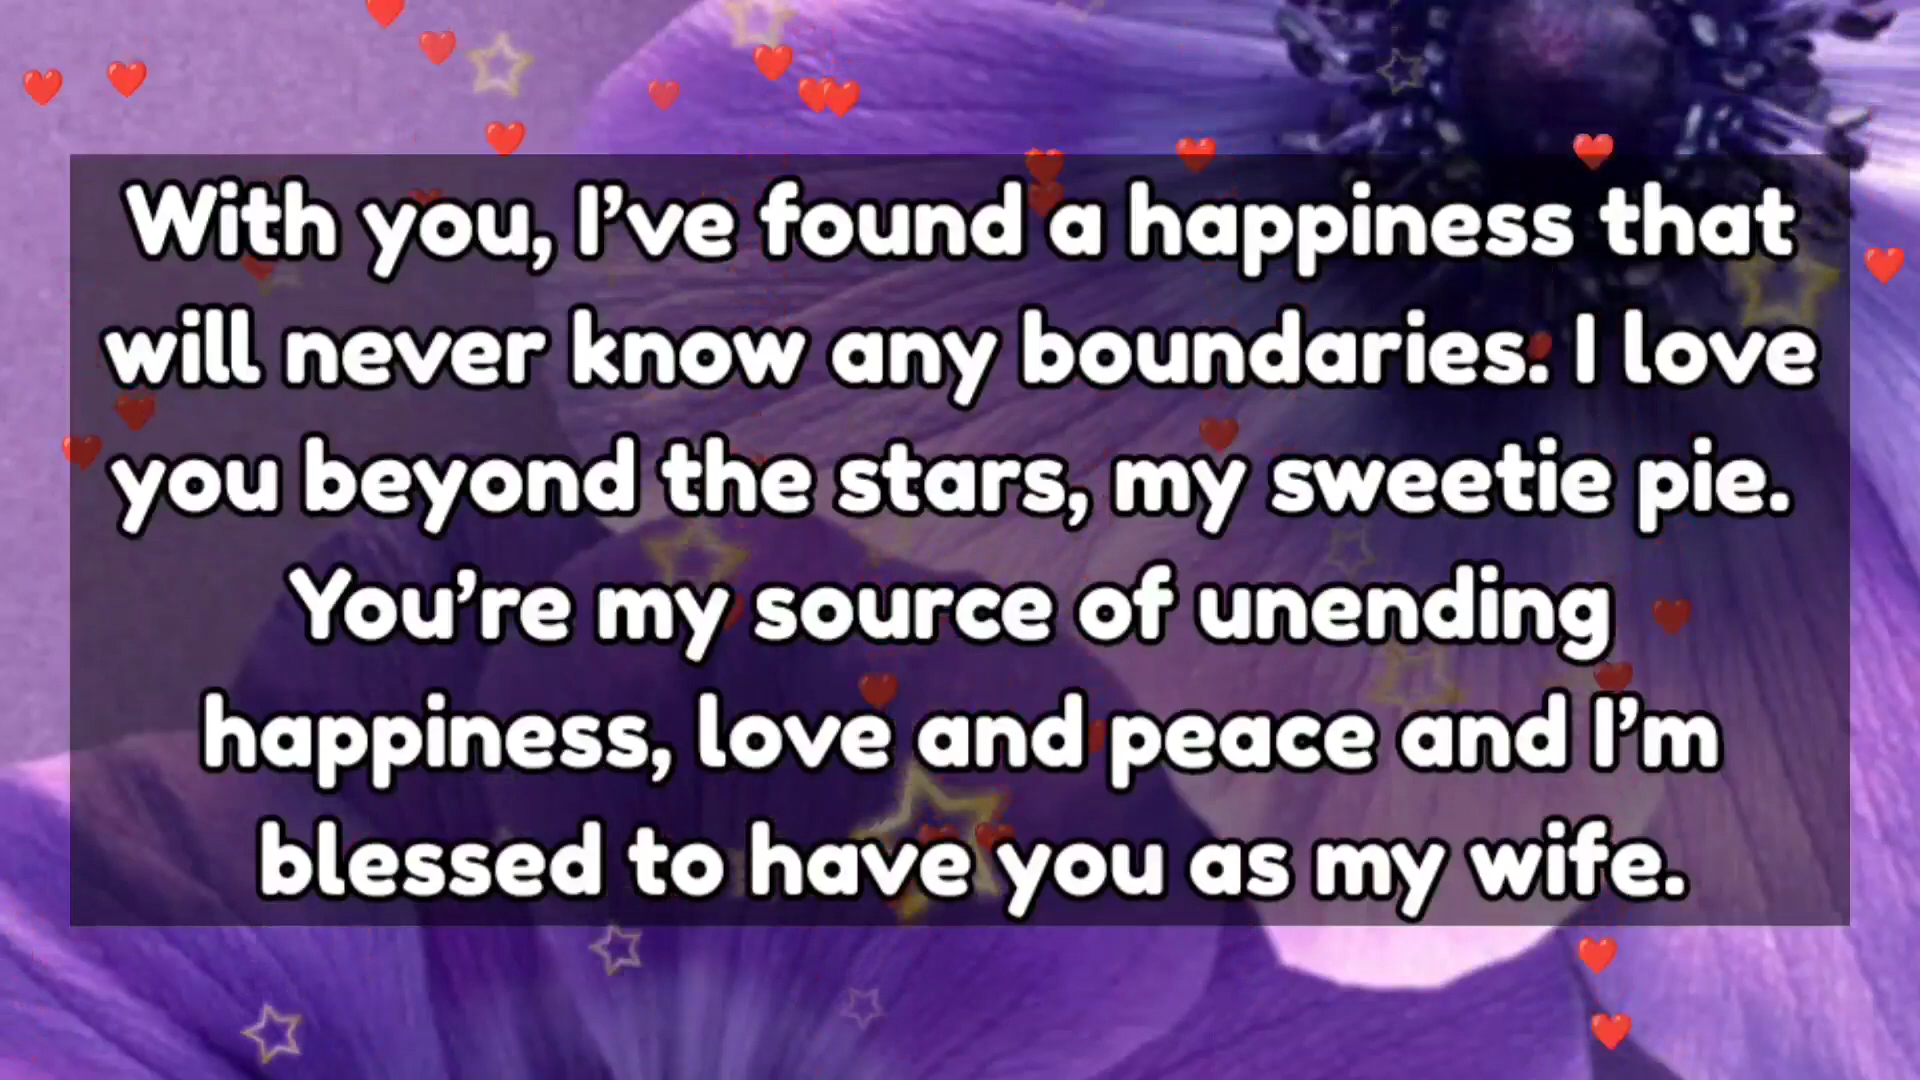 With you, I’ve found a happiness that
will never know any boundaries. I love
you beyond the stars, my sweetie pie.
You’re my source of unending
happiness, love and peace and I’m
blessed to have you as my wife.